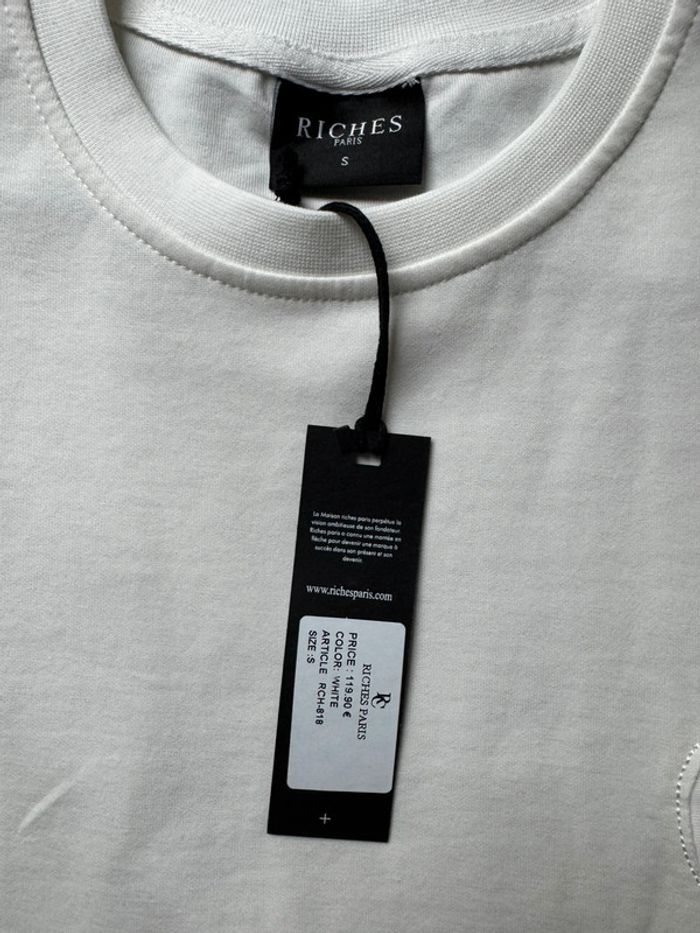 RICHES
PARIS
S
La Maison riches paris perpétue la
vision ambitieuse de son fondateur.
Riches paris a connu une montée en
flèche pour devenir une marque à
succès dans son présent et son
devenir.
www.richesparis.com
RC
RICHES PARIS
PRICE : 119.90 €
COLOR: WHITE
ARTICLE RCH-818
SIZE :S